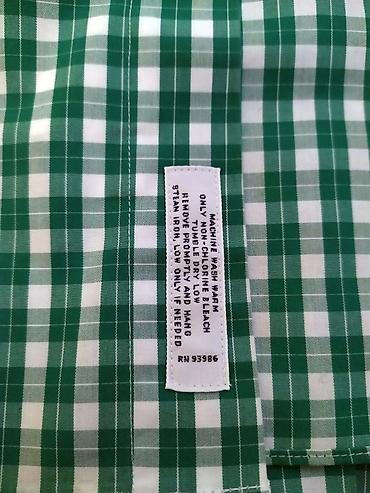 MACHINE WASH WARM
ONLY NON-CHLORINE BLEACH
TUMBLE DRY LOW
REMOVE PROMPTLY AND HANG
STEAM IRON, LOW ONLY IF NEEDED
RN 93986